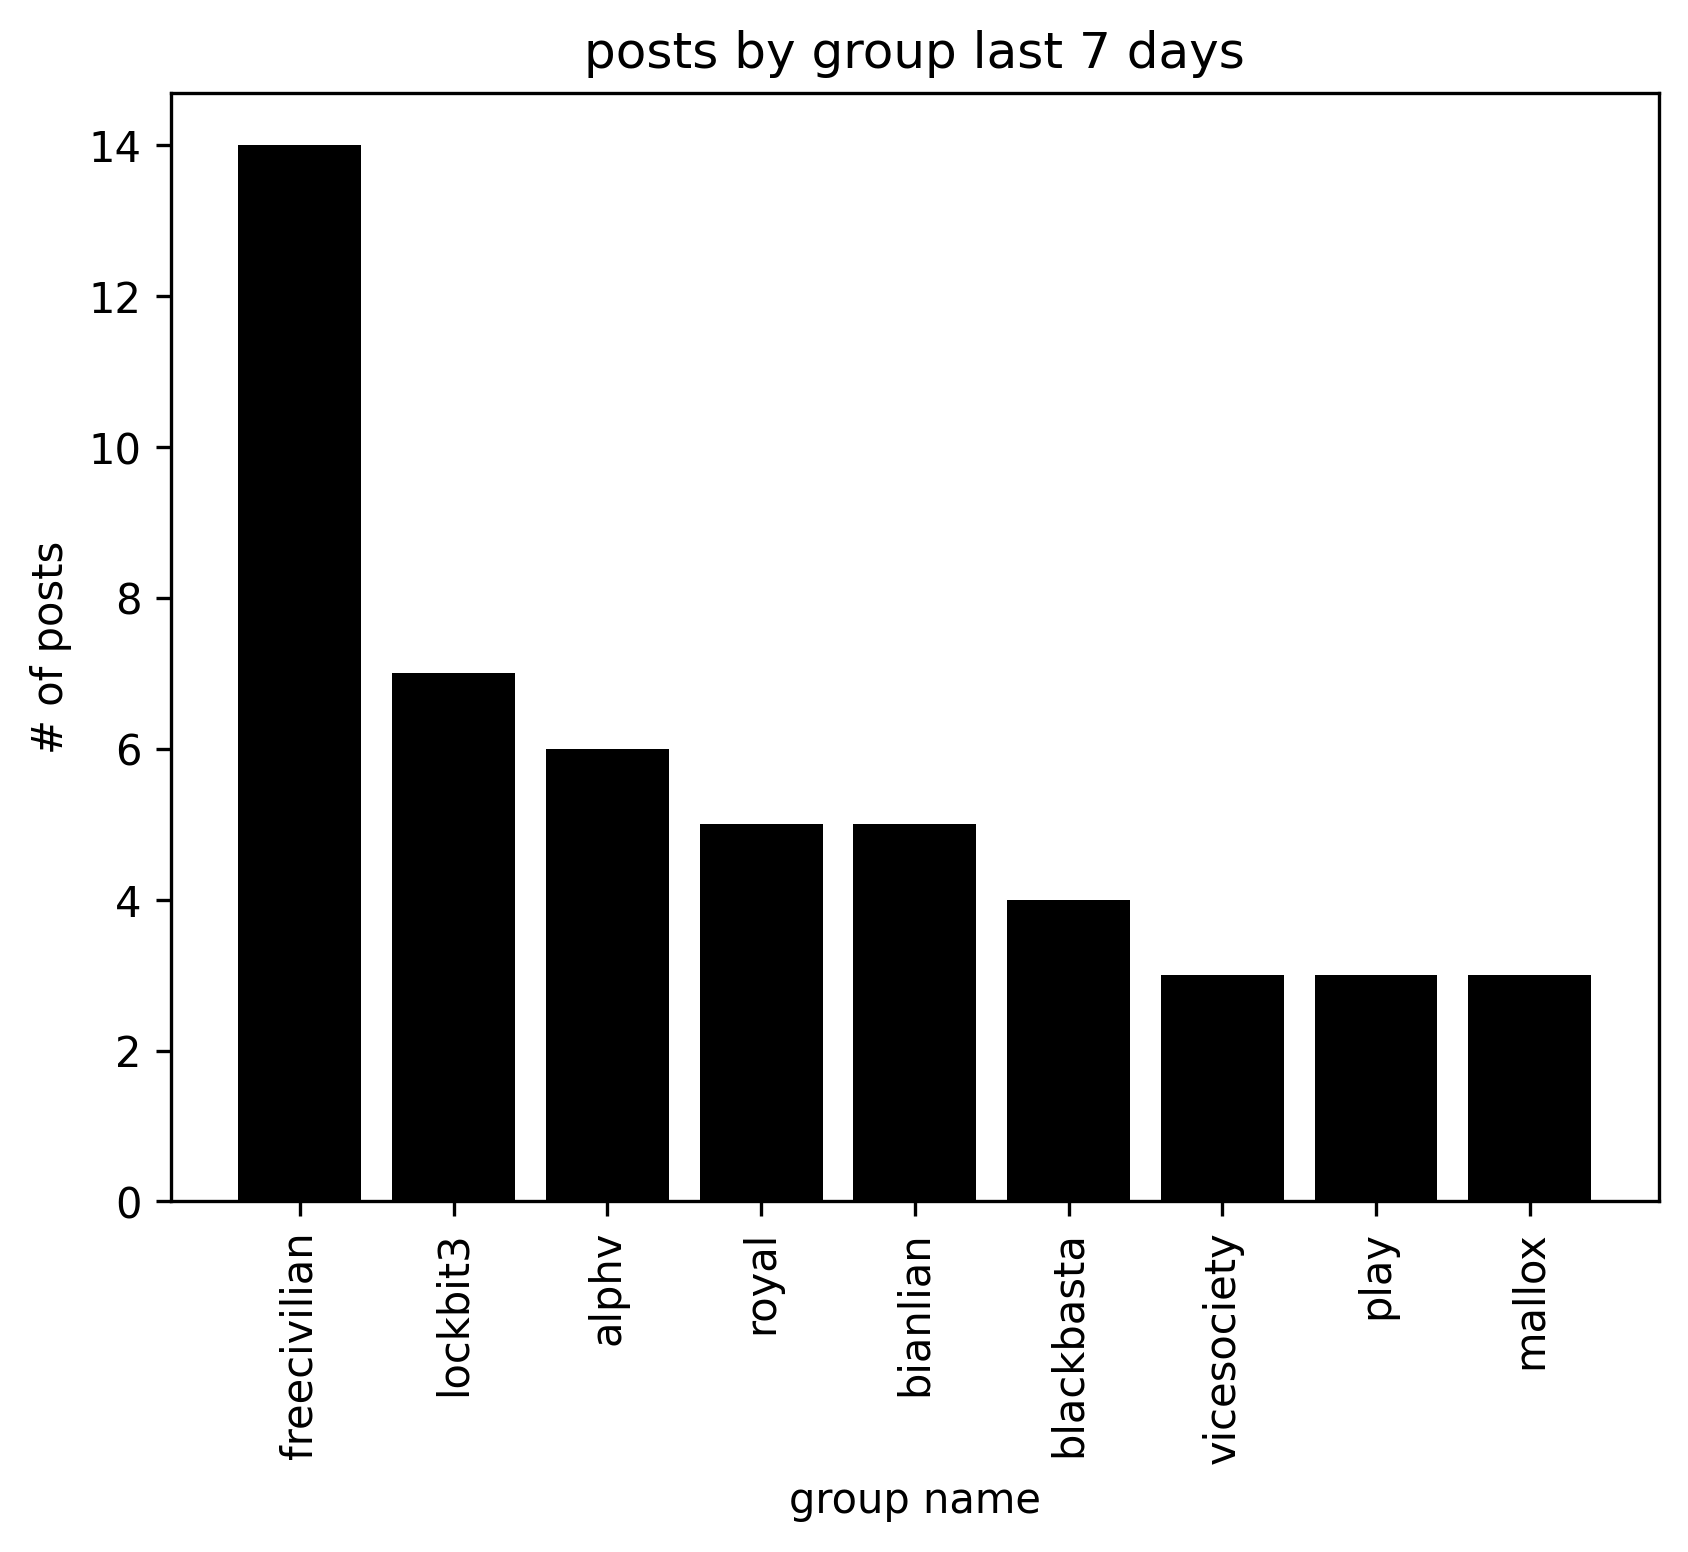 posts by group last 7 days
14
12
10
8
6
4
2
0
# of posts
freecivilian
lockbit3
alphv
royal
bianlian
blackbasta
vicesociety
play
mallox
group name